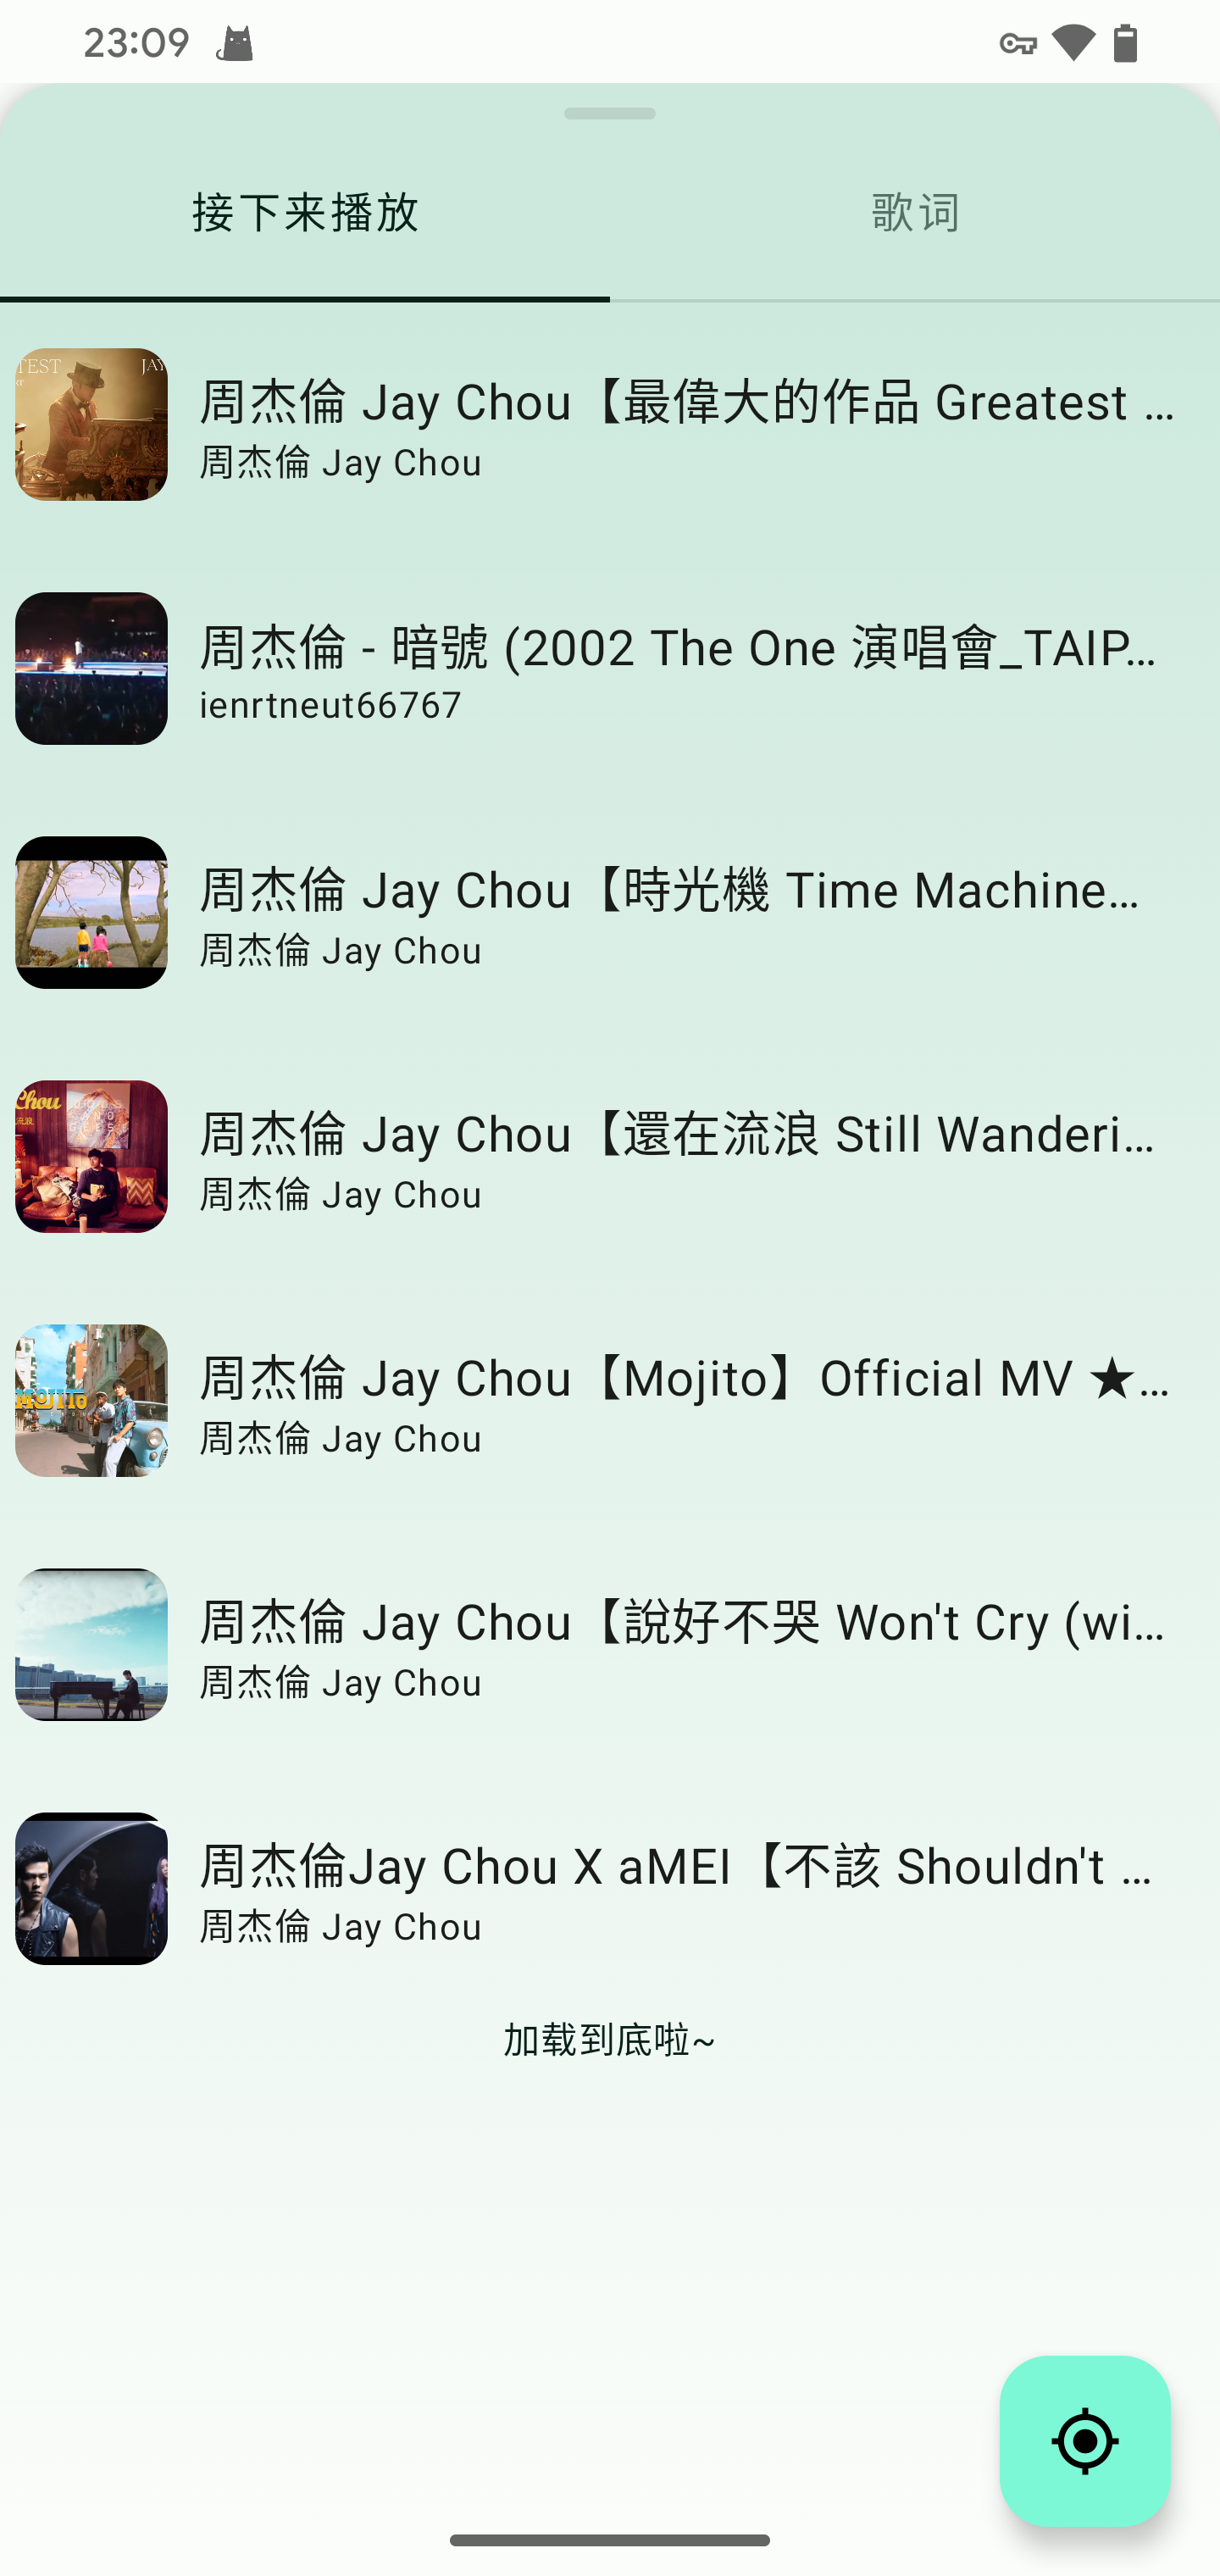 23:09
接下来播放
歌词
TEST
JAY
周杰倫 Jay Chou【最偉大的作品 Greatest ...
周杰倫 Jay Chou
周杰倫 - 暗號 (2002 The One 演唱會_TAIP...
ienrtneut66767
周杰倫 Jay Chou【時光機 Time Machine...
周杰倫 Jay Chou
Chou
流浪
周杰倫 Jay Chou【還在流浪 Still Wanderi...
周杰倫 Jay Chou
MOJITO
周杰倫 Jay Chou【Mojito】Official MV ★...
周杰倫 Jay Chou
周杰倫 Jay Chou【說好不哭 Won't Cry (wi...
周杰倫 Jay Chou
周杰倫Jay Chou X aMEI【不該 Shouldn't ...
周杰倫 Jay Chou
加载到底啦~